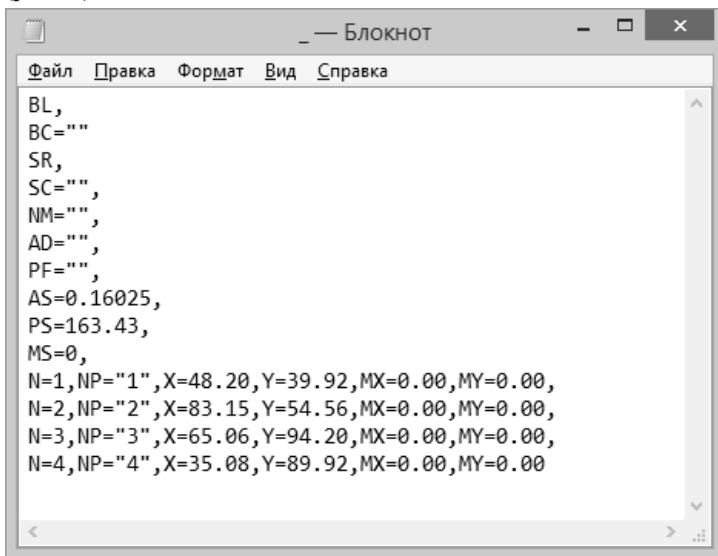 _ — Блокнот
Файл Правка Формат Вид Справка
BL,
BC=""
SR,
SC="",
NM="",
AD="",
PF="",
AS=0.16025,
PS=163.43,
MS=0,
N=1,NP="1",X=48.20,Y=39.92,MX=0.00,MY=0.00,
N=2,NP="2",X=83.15,Y=54.56,MX=0.00,MY=0.00,
N=3,NP="3",X=65.06,Y=94.20,MX=0.00,MY=0.00,
N=4,NP="4",X=35.08,Y=89.92,MX=0.00,MY=0.00